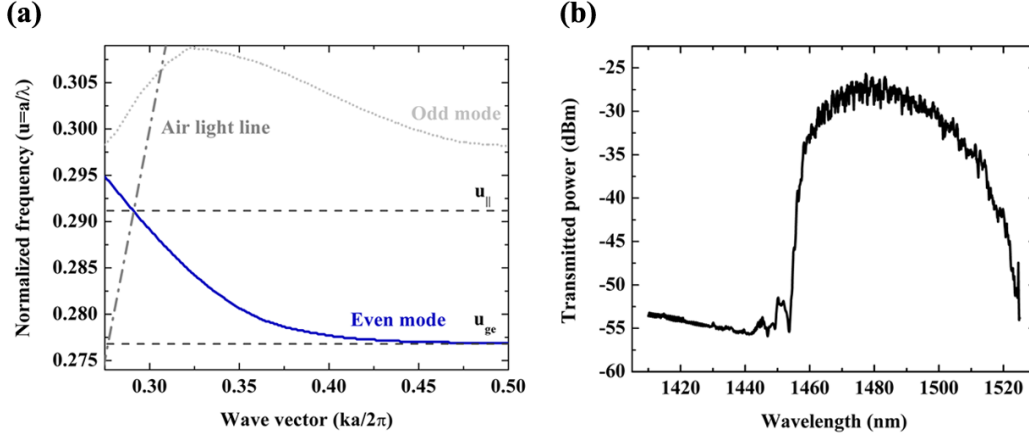 (a)
(b)
Normalized frequency (u=a/λ)
0.305
0.300
0.295
0.290
0.285
0.280
0.275
Odd mode
Air light line
u||
Even mode
uge
0.30
0.35
0.40
0.45
0.50
Wave vector (ka/2π)
Transmitted power (dBm)
-25
-30
-35
-40
-45
-50
-55
-60
1420
1440
1460
1480
1500
1520
Wavelength (nm)